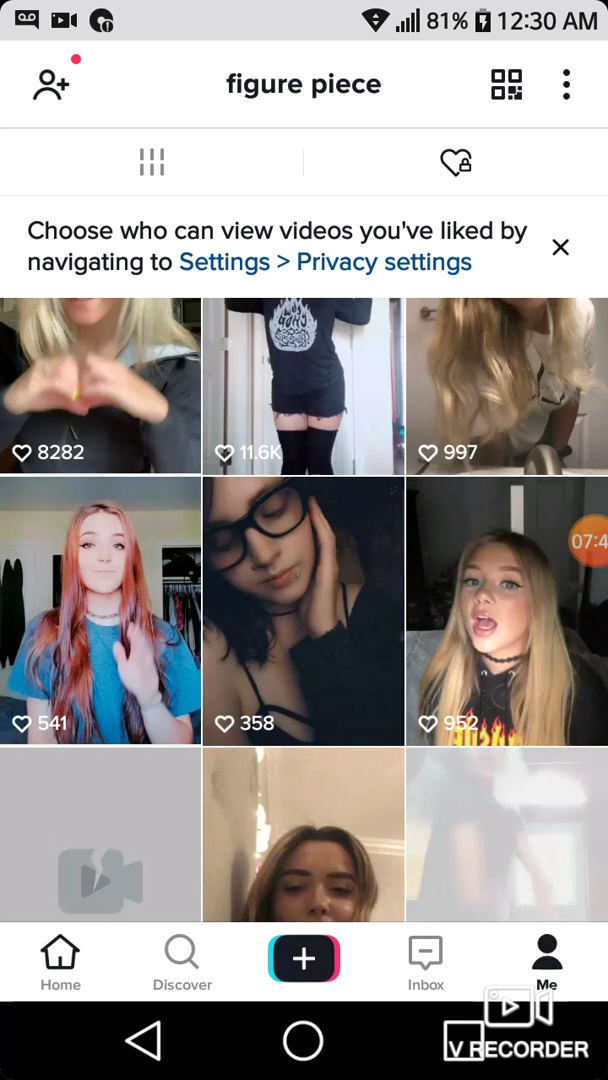 81% 12:30 AM
figure piece
Choose who can view videos you've liked by
navigating to Settings > Privacy settings
8282
11.6K
997
07:4
541
358
952
Home
Discover
Inbox
Me
V RECORDER